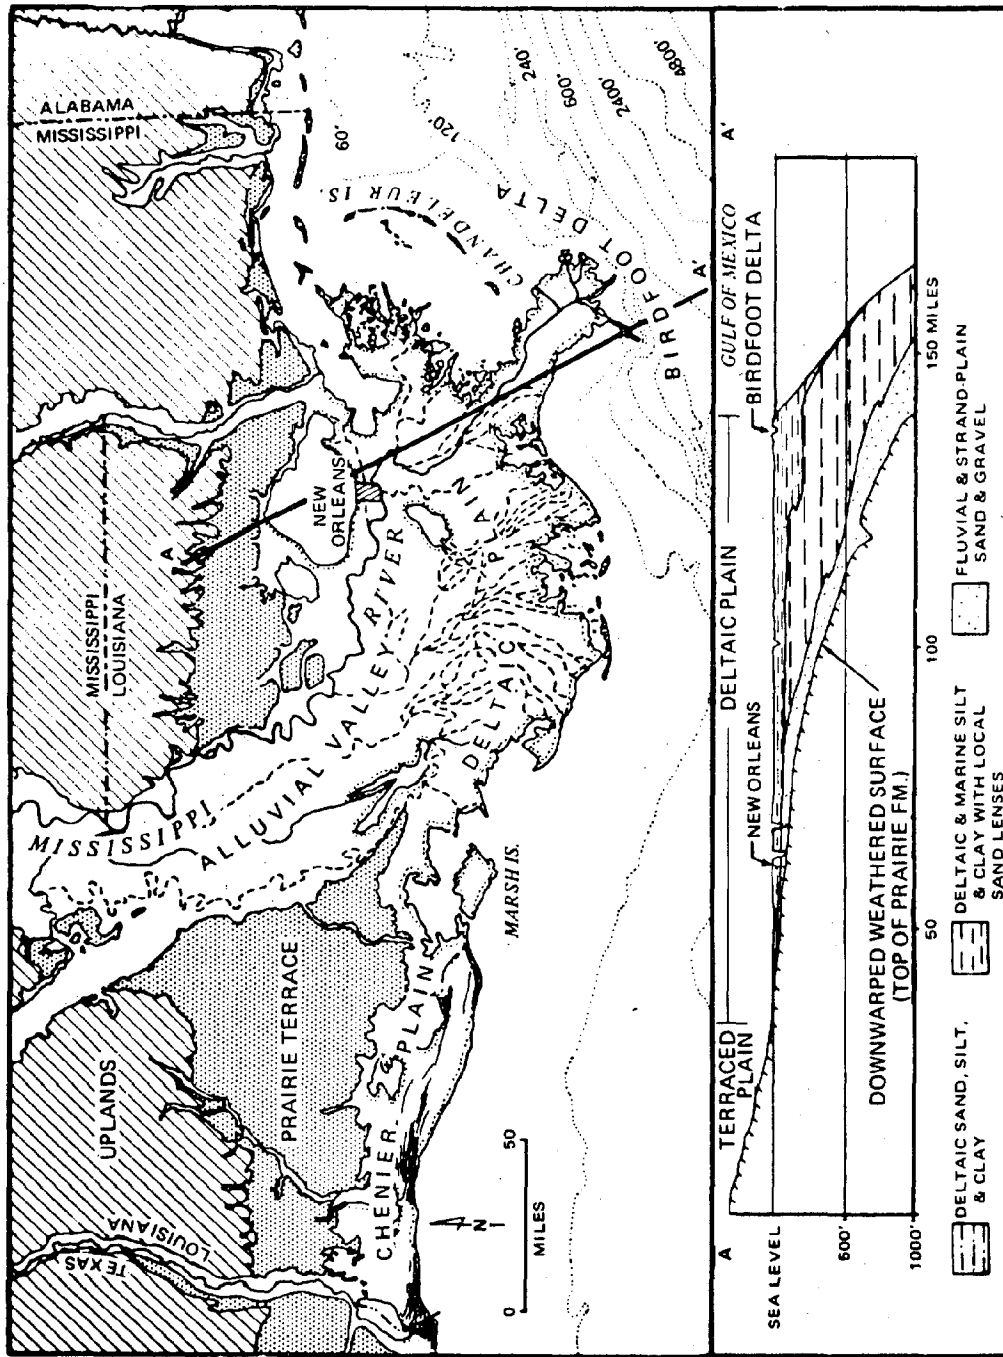 TEXAS
LOUISIANA
UPLANDS
PRAIRIE TERRACE
CHENIER PLAIN
MISSISSIPPI RIVER
ALLUVIAL VALLEY
DELTAIC PLAIN
MISSISSIPPI
LOUISIANA
ALABAMA
MISSISSIPPI
NEW
ORLEANS
MARSH IS.
CHANDELEUR IS.
BIRDFOOT DELTA
A
A'
60'
120'
240'
600'
2400'
4800'
N
0 50
MILES
A
A'
TERRACED
PLAIN
DELTAIC PLAIN
GULF OF MEXICO
BIRDFOOT DELTA
NEW ORLEANS
SEA LEVEL
600'
1000'
50
100
150 MILES
DOWNWARPED WEATHERED SURFACE
(TOP OF PRAIRIE FM.)
DELTAIC SAND, SILT,
& CLAY
DELTAIC & MARINE SILT
& CLAY WITH LOCAL
SAND LENSES
FLUVIAL & STRAND-PLAIN
SAND & GRAVEL